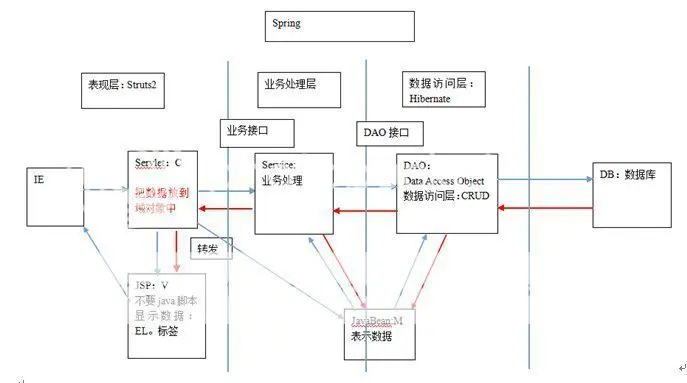 Spring
表现层：Struts2
业务处理层
数据访问层：
Hibernate
业务接口
DAO 接口
IE
Servlet：C
把数据放到
域对象中
Service:
业务处理
DAO：
Data Access Object
数据访问层：CRUD
DB：数据库
转发
JSP：V
不要 java 脚本
显示数据：
EL。标签
JavaBean:M
表示数据